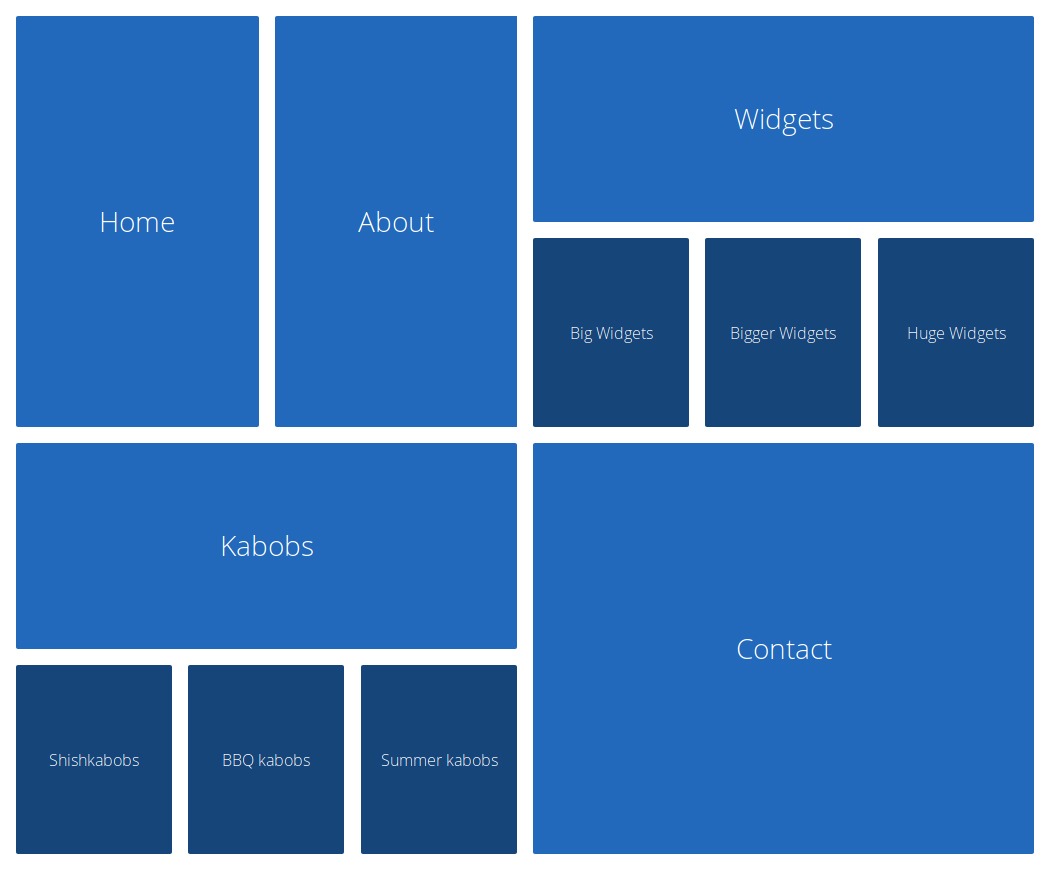 Home
About
Widgets
Big Widgets
Bigger Widgets
Huge Widgets
Kabobs
Shishkabobs
BBQ kabobs
Summer kabobs
Contact